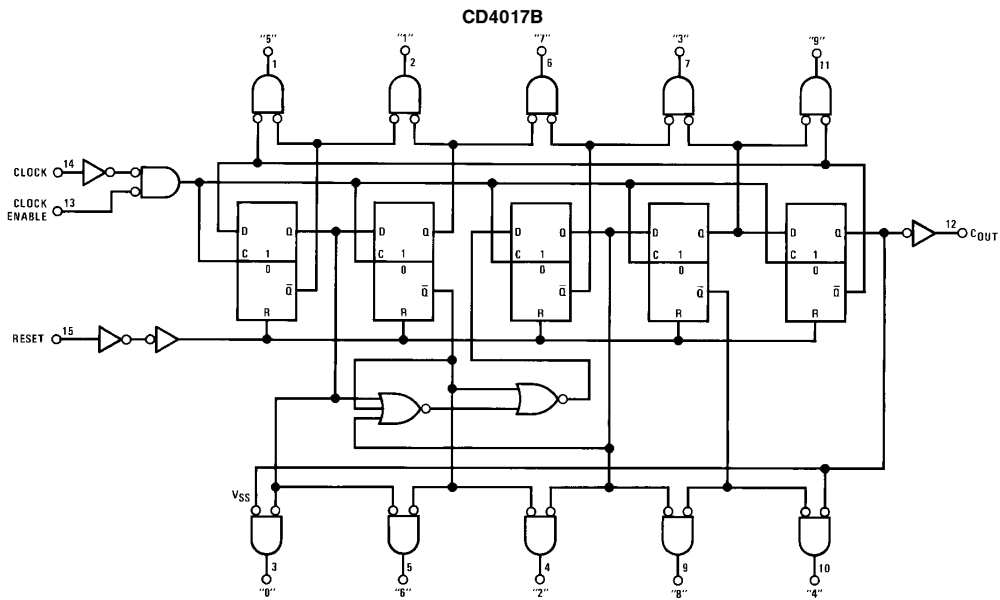 CD4017B
"5" "1" "7" "3" "9"
1 2 6 7 11
CLOCK 14
CLOCK ENABLE 13
D Q D Q D Q D Q D Q 12 COUT
C 1 C 1 C 1 C 1 C 1
0 0 0 0 0
Q̅ Q̅ Q̅ Q̅ Q̅
R R R R R
RESET 15
VSS
3 5 4 9 10
"0" "6" "2" "8" "4"